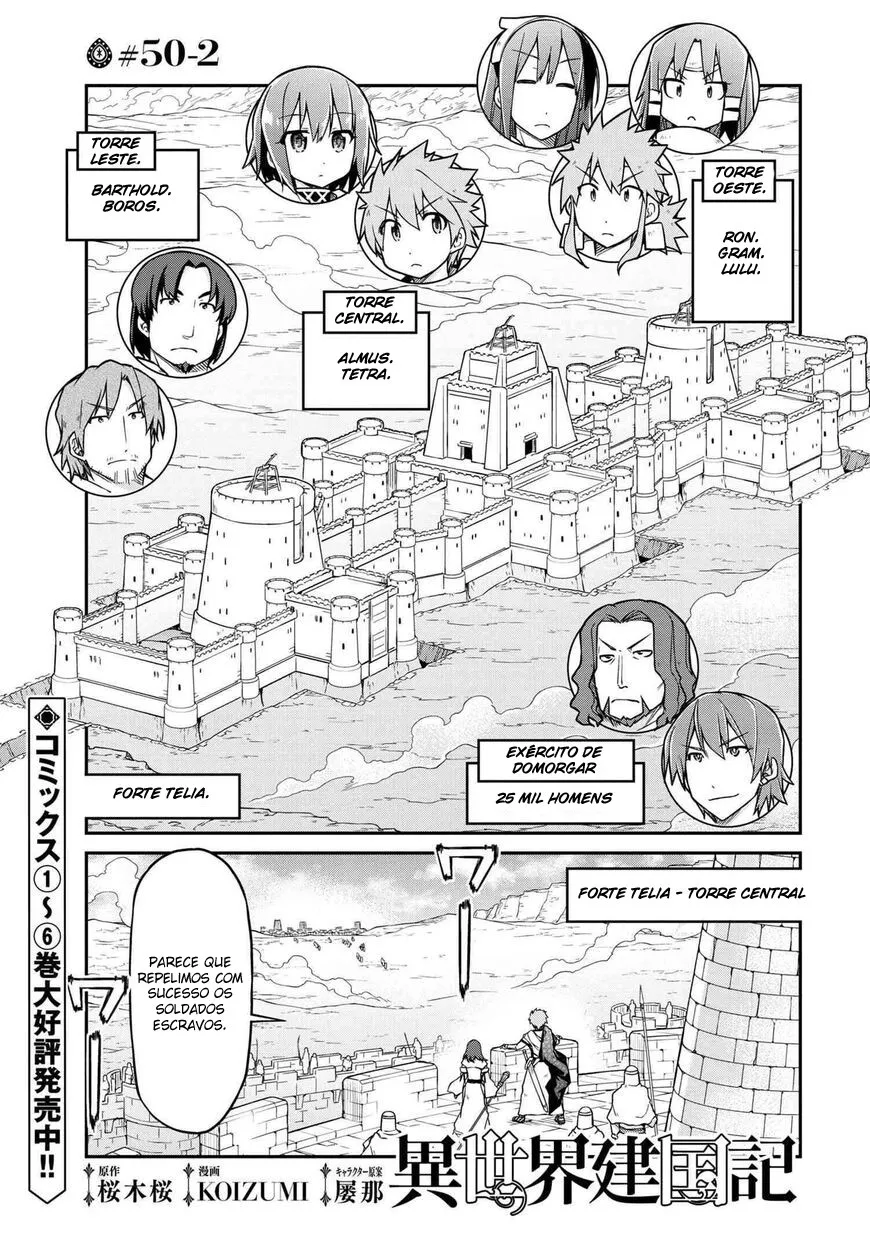 #50-2
TORRE
LESTE.
BARTHOLD.
BOROS.
TORRE
OESTE.
RON.
GRAM.
LULU.
TORRE
CENTRAL.
ALMUS.
TETRA.
EXÉRCITO DE
DOMORGAR
25 MIL HOMENS
FORTE TELIA.
コミックス①~⑥巻大好評発売中!!
FORTE TELIA - TORRE CENTRAL
ワー
PARECE QUE
REPELIMOS COM
SUCESSO OS
SOLDADOS
ESCRAVOS.
ワー
異世界建国記
原作
桜木桜
漫画
KOIZUMI
キャラクター原案
屡那